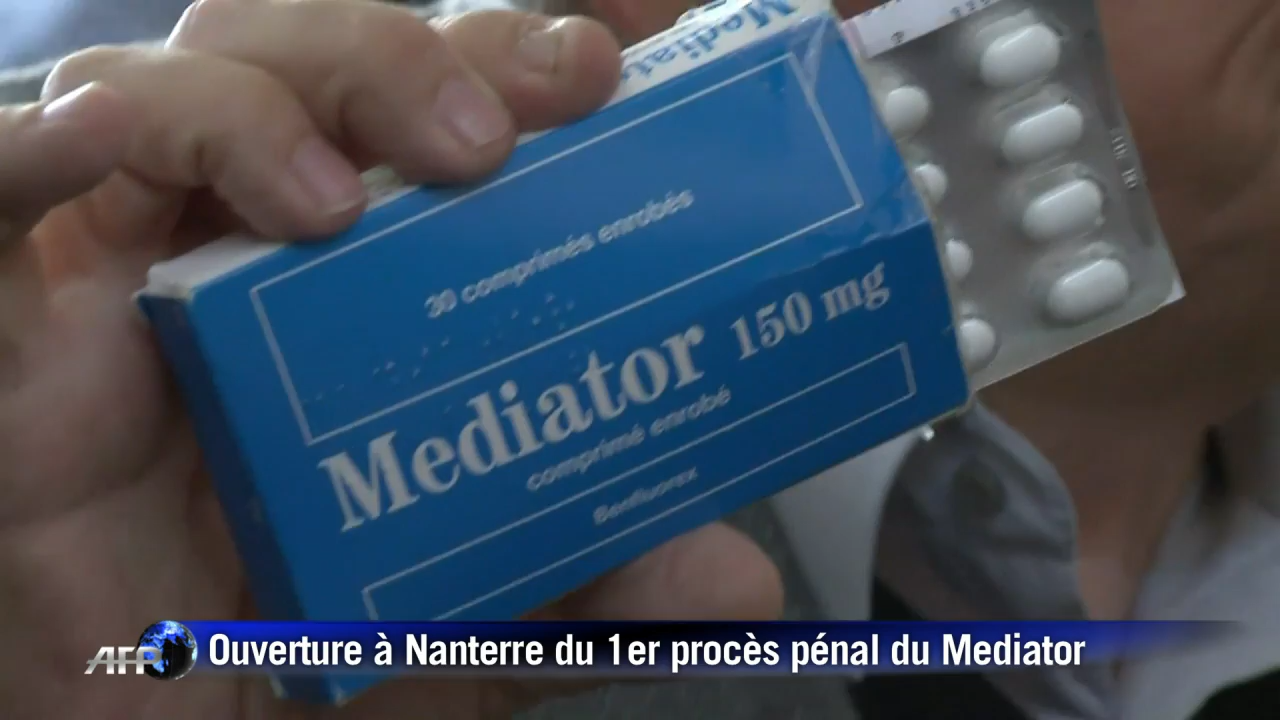 Mediator
30 comprimés enrobés
Mediator 150 mg
comprimé enrobé
Benfluorex
AFP
Ouverture à Nanterre du 1er procès pénal du Mediator